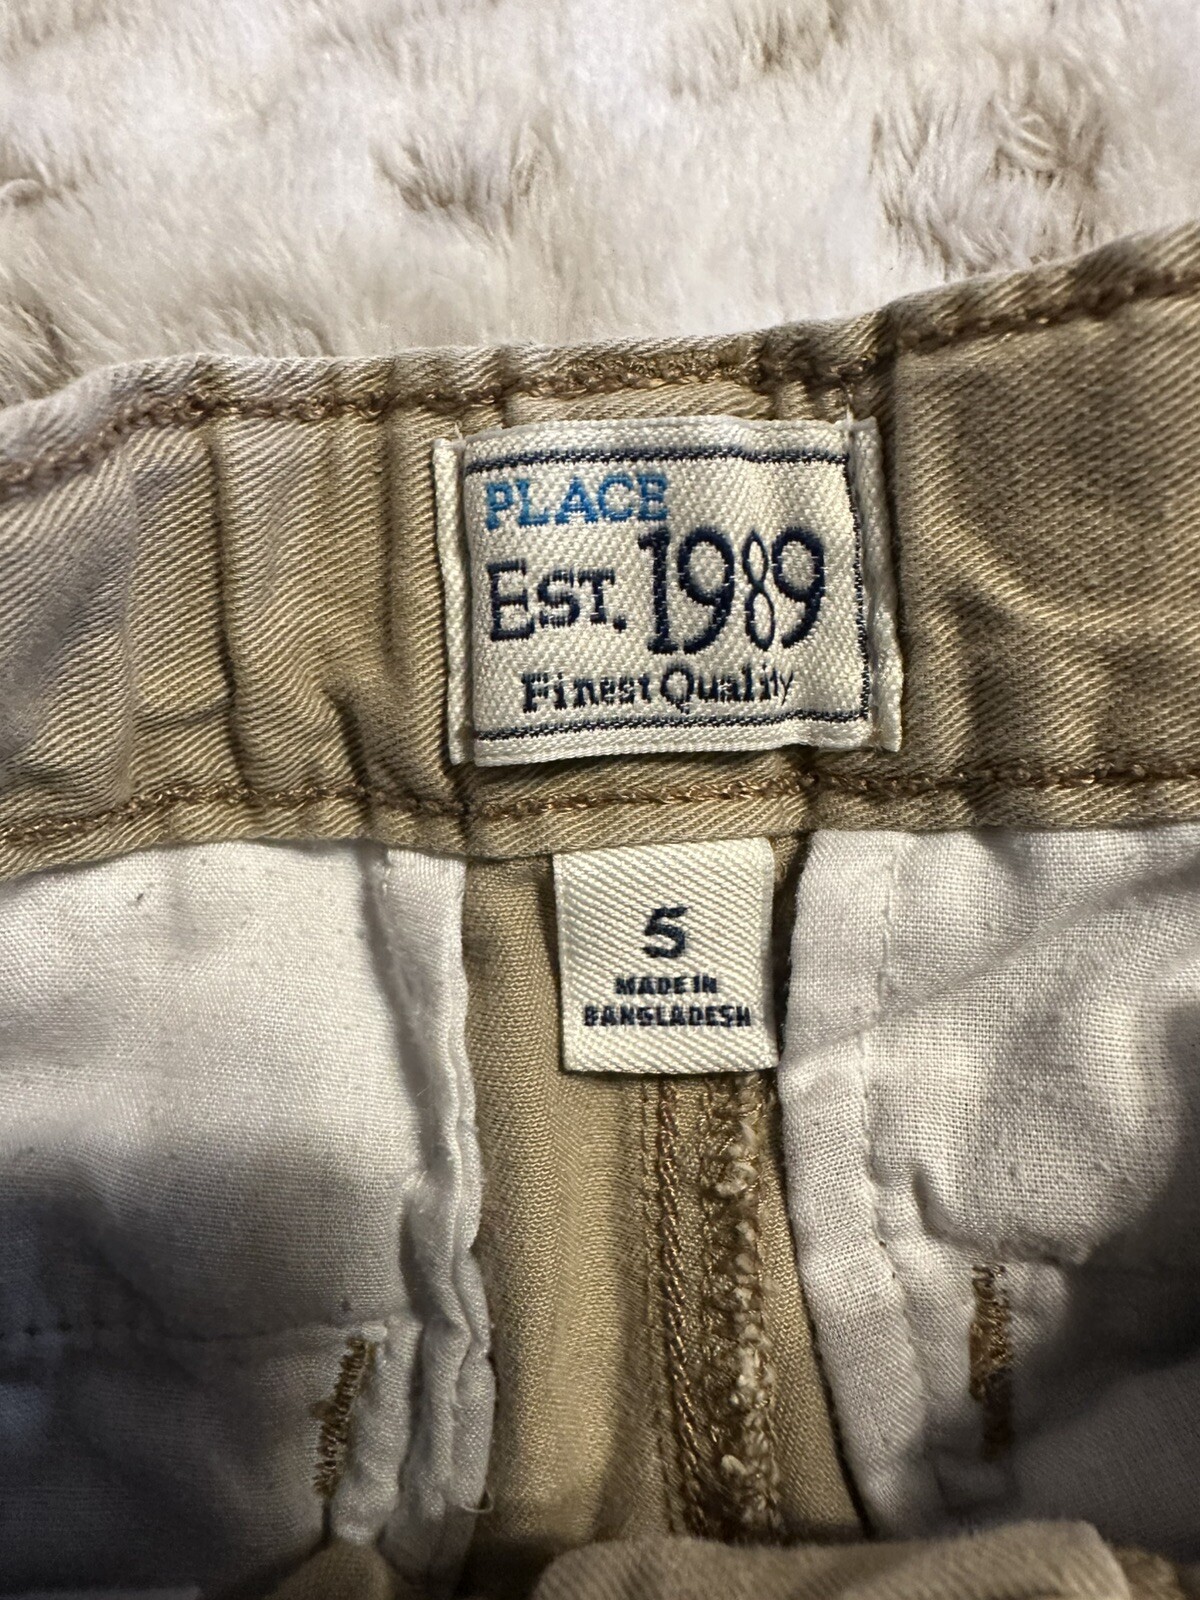 PLACE
EST. 1989
Finest Quality
5
MADE IN
BANGLADESH